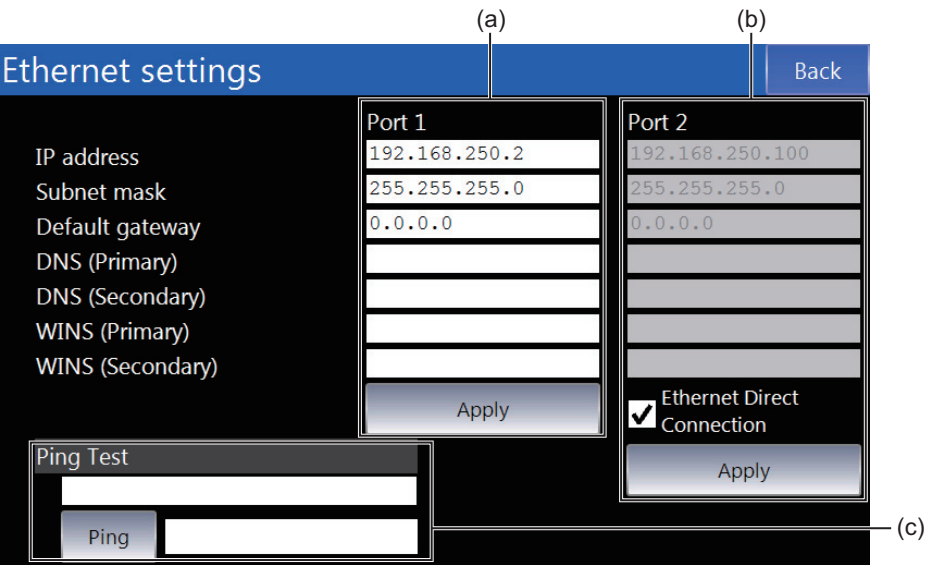 (a)
(b)
Ethernet settings
Back
Port 1
Port 2
IP address
192.168.250.2
192.168.250.100
Subnet mask
255.255.255.0
255.255.255.0
Default gateway
0.0.0.0
0.0.0.0
DNS (Primary)
DNS (Secondary)
WINS (Primary)
WINS (Secondary)
Apply
Ethernet Direct
Connection
Apply
Ping Test
Ping
(c)